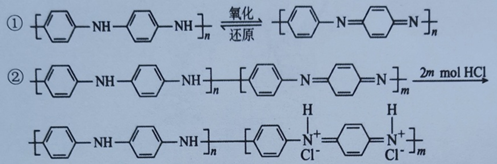 ① NH NH n 氧化 还原 N N n
② NH NH n N N m 2m mol HCl
H H
NH NH n N⁺ N⁺ m
Cl⁻ Cl⁻